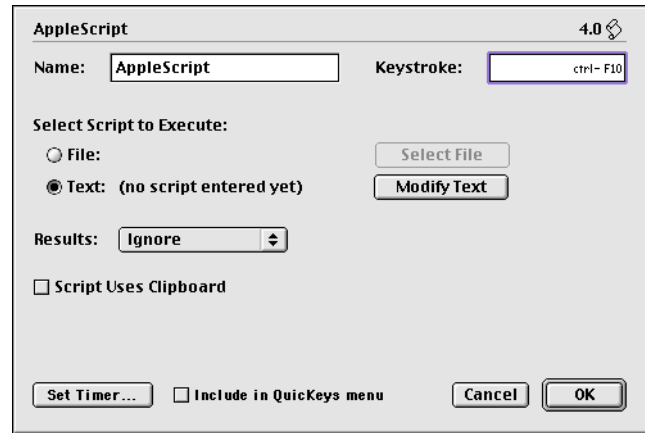 AppleScript 4.0
Name: AppleScript Keystroke: ctrl-F10
Select Script to Execute:
File: Select File
Text: (no script entered yet) Modify Text
Results: Ignore
Script Uses Clipboard
Set Timer... Include in QuicKeys menu Cancel OK